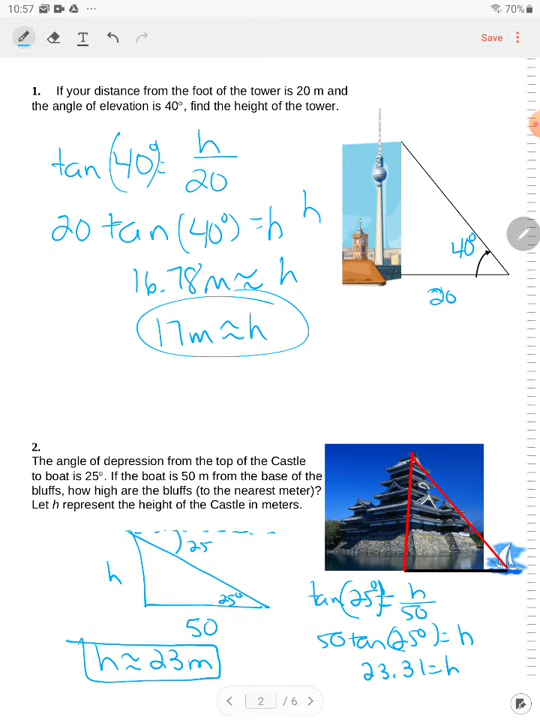 10:57
70%
Save
1. If your distance from the foot of the tower is 20 m and
the angle of elevation is 40°, find the height of the tower.
tan(40°)= h/20
20 tan(40°) = h
h
16.78m ≈ h
17m ≈ h
40°
20
2.
The angle of depression from the top of the Castle
to boat is 25°. If the boat is 50 m from the base of the
bluffs, how high are the bluffs (to the nearest meter)?
Let h represent the height of the Castle in meters.
25
h
25°
50
h ≈ 23m
tan(25°)= h/50
50tan(25°)=h
23.31=h
2 / 6